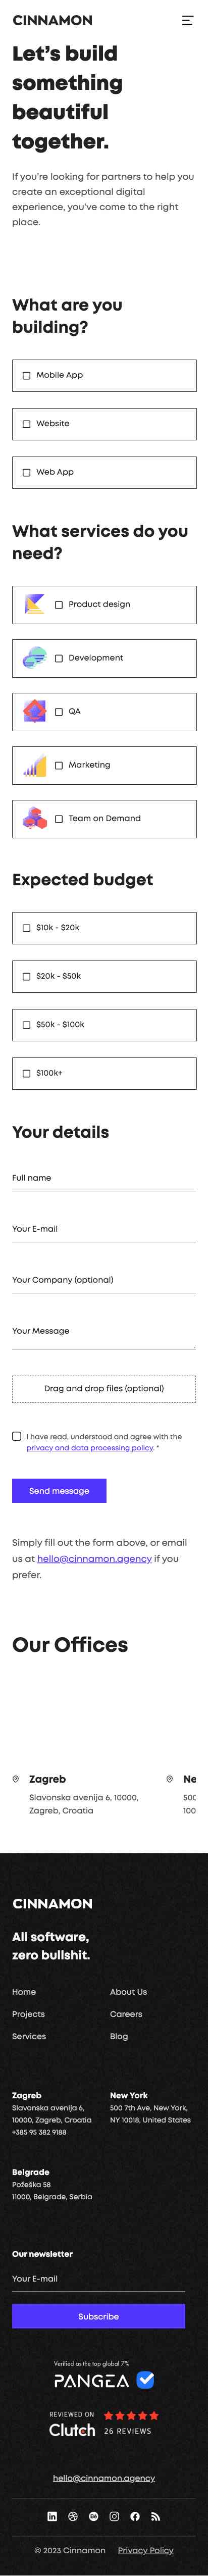 CINNAMON
Let's build
something
beautiful
together.
If you're looking for partners to help you
create an exceptional digital
experience, you've come to the right
place.
What are you
building?
Mobile App
Website
Web App
What services do you
need?
Product design
Development
QA
Marketing
Team on Demand
Expected budget
$10k - $20k
$20k - $50k
$50k - $100k
$100k+
Your details
Full name
Your E-mail
Your Company (optional)
Your Message
Drag and drop files (optional)
I have read, understood and agree with the
privacy and data processing policy. *
Send message
Simply fill out the form above, or email
us at hello@cinnamon.agency if you
prefer.
Our Offices
Zagreb
Slavonska avenija 6, 10000,
Zagreb, Croatia
Ne
500
100
CINNAMON
All software,
zero bullshit.
Home
About Us
Projects
Careers
Services
Blog
Zagreb
Slavonska avenija 6,
10000, Zagreb, Croatia
+385 95 382 9188
New York
500 7th Ave, New York,
NY 10018, United States
Belgrade
Požeška 58
11000, Belgrade, Serbia
Our newsletter
Your E-mail
Subscribe
Verified as the top global 7%
PANGEA
REVIEWED ON
Clutch
26 REVIEWS
hello@cinnamon.agency
© 2023 Cinnamon Privacy Policy